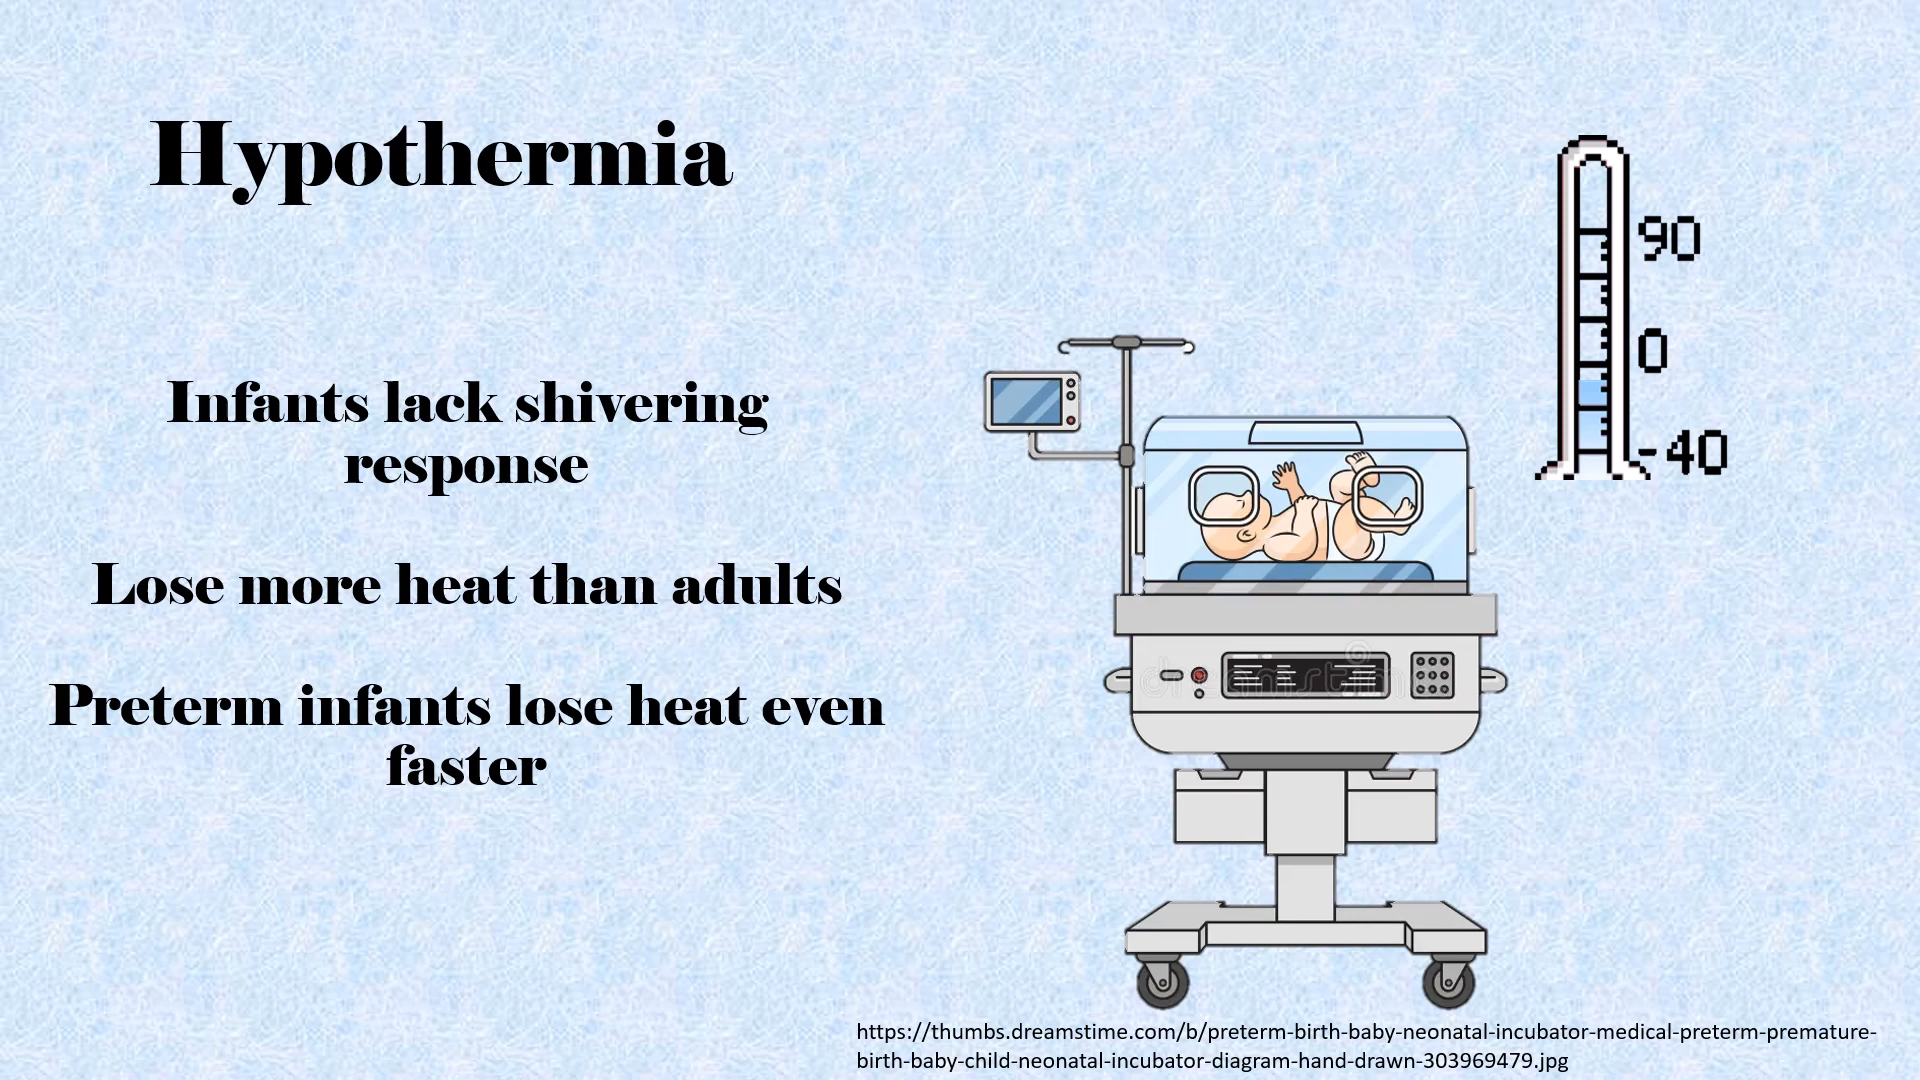 Hypothermia
Infants lack shivering
response
Lose more heat than adults
Preterm infants lose heat even
faster
90
0
-40
dreamstime
https://thumbs.dreamstime.com/b/preterm-birth-baby-neonatal-incubator-medical-preterm-premature-
birth-baby-child-neonatal-incubator-diagram-hand-drawn-303969479.jpg